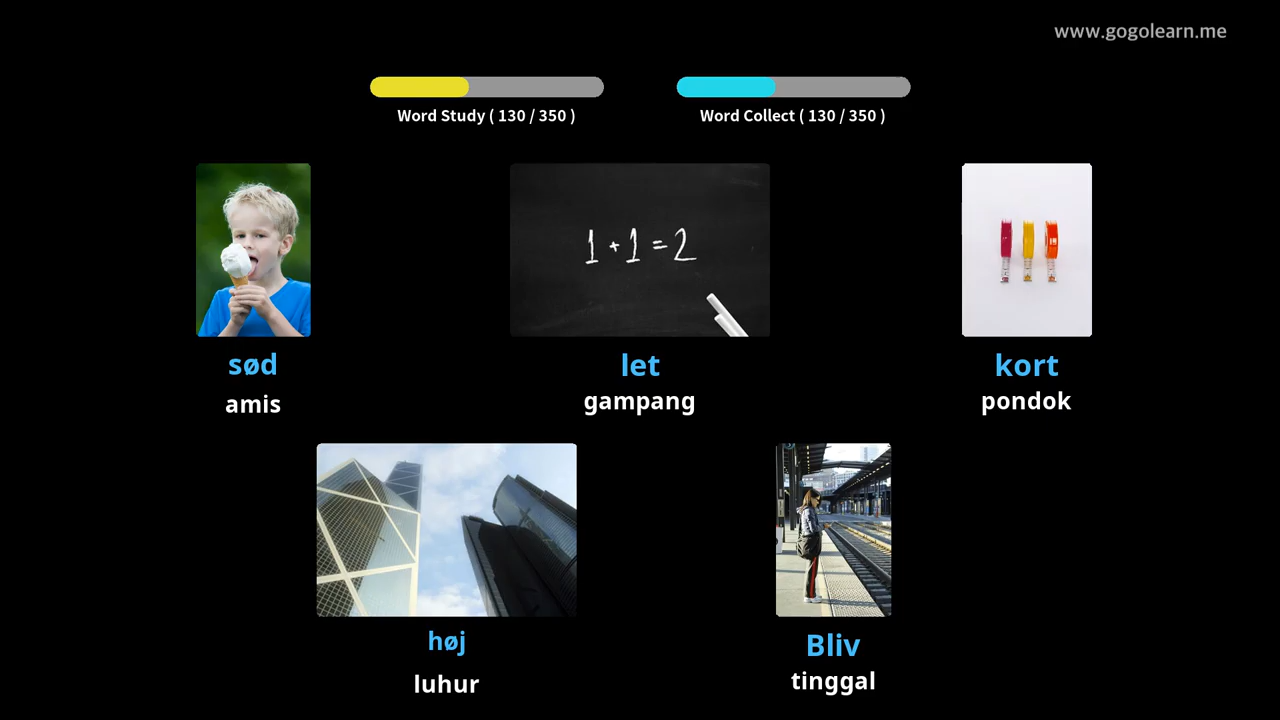 www.gogolearn.me
Word Study ( 130 / 350 )
Word Collect ( 130 / 350 )
1 + 1 = 2
sød
amis
let
gampang
kort
pondok
høj
luhur
Bliv
tinggal